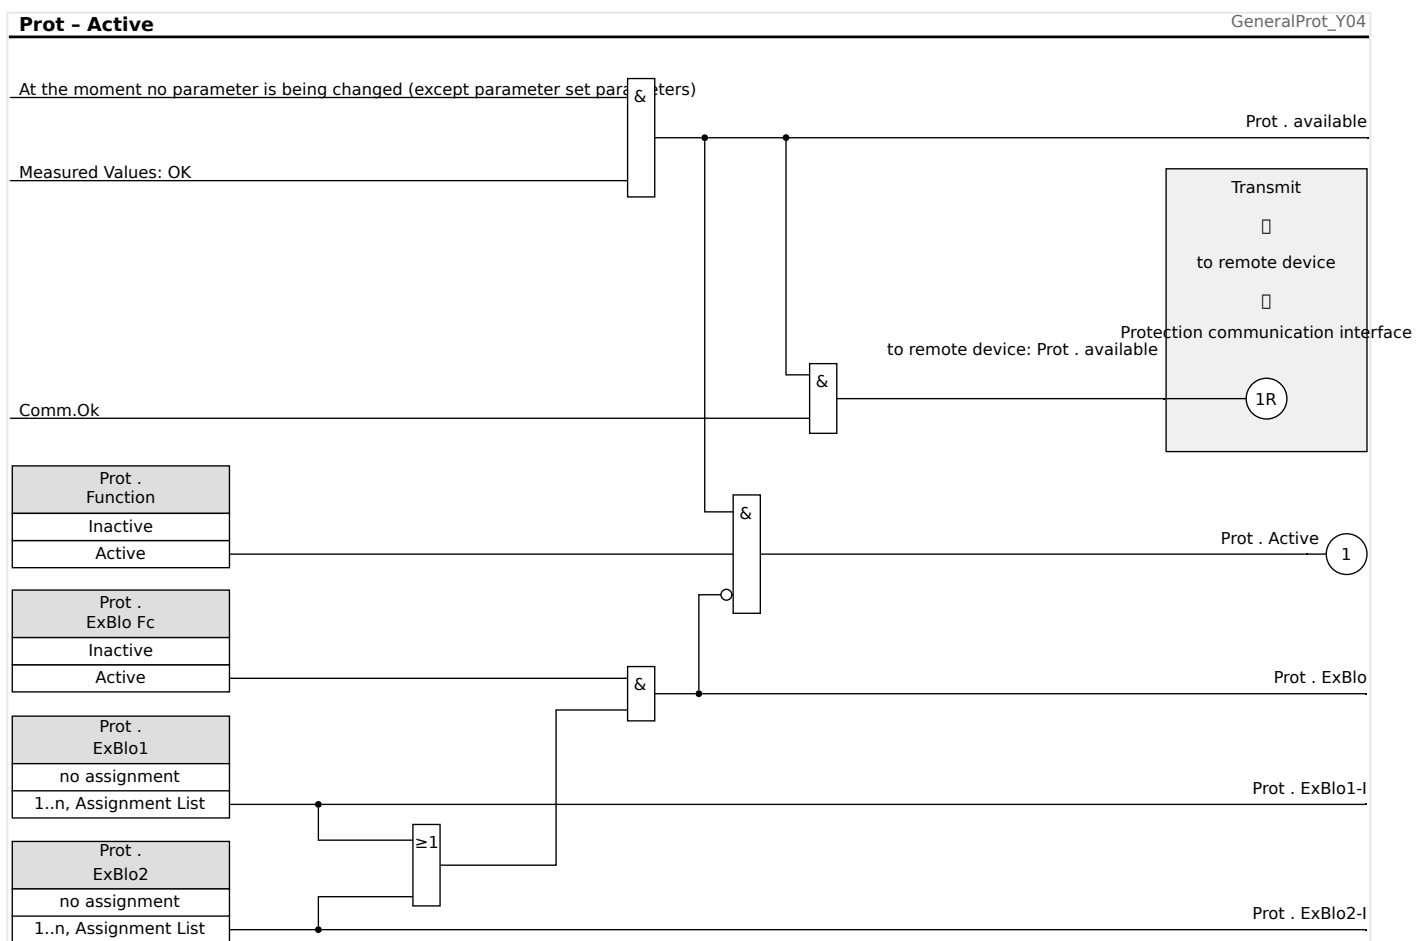 Prot – Active
GeneralProt_Y04
At the moment no parameter is being changed (except parameter set parameters)
&
Prot . available
Measured Values: OK
Transmit
to remote device
Protection communication interface
to remote device: Prot . available
&
1R
Comm.Ok
Prot .
Function
Inactive
Active
&
Prot . Active
1
Prot .
ExBlo Fc
Inactive
Active
&
Prot . ExBlo
Prot .
ExBlo1
no assignment
1..n, Assignment List
Prot . ExBlo1-I
≥1
Prot .
ExBlo2
no assignment
1..n, Assignment List
Prot . ExBlo2-I